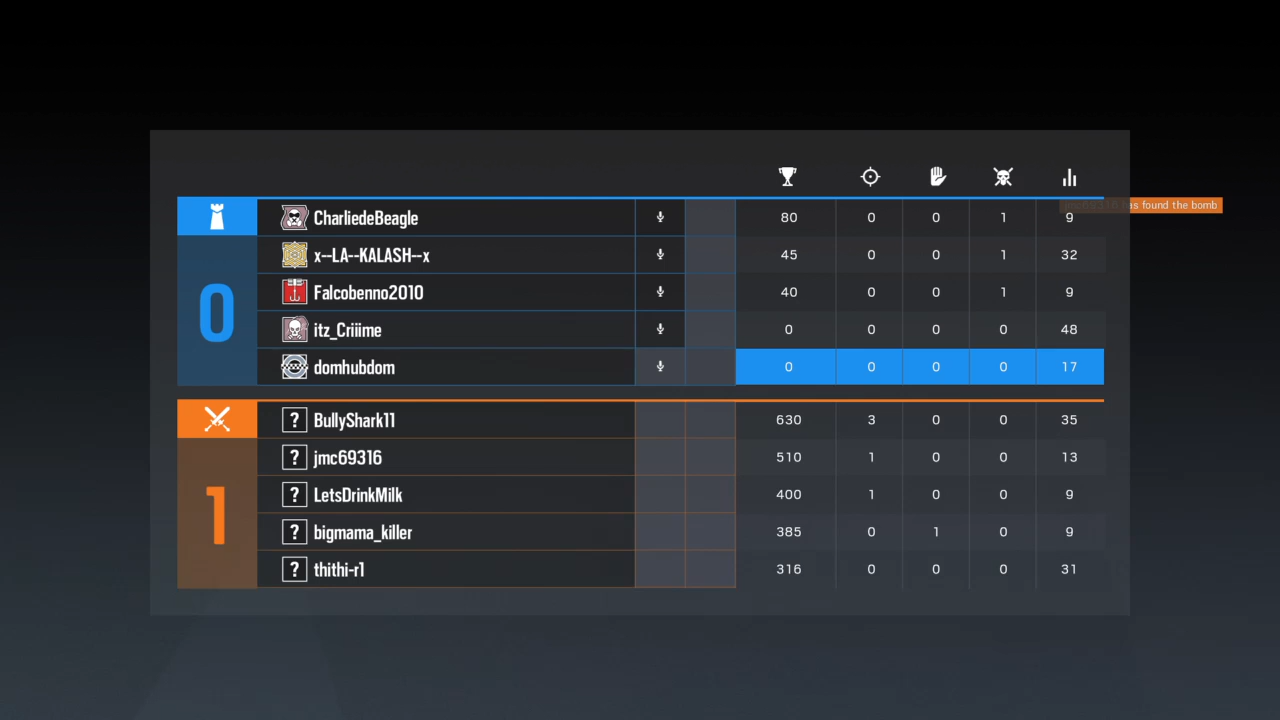 CharliedeBeagle 80 0 0 1 9
has found the bomb
x--LA--KALASH--x 45 0 0 1 32
0
Falcobenno2010 40 0 0 1 9
itz_Criiime 0 0 0 0 48
domhubdom 0 0 0 0 17
? BullyShark11 630 3 0 0 35
? jmc69316 510 1 0 0 13
1
? LetsDrinkMilk 400 1 0 0 9
? bigmama_killer 385 0 1 0 9
? thithi-r1 316 0 0 0 31